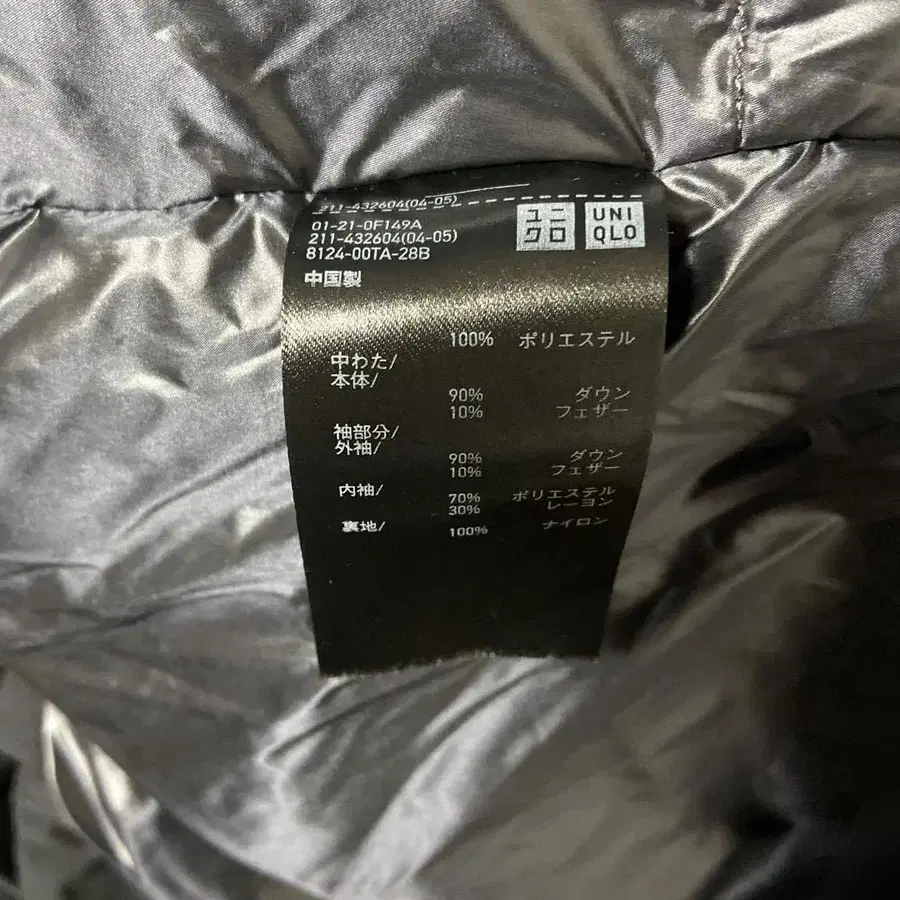 211-432604(04-05)
01-21-0F149A
211-432604(04-05)
8124-00TA-28B
中国製
ユニ
クロ
UNI
QLO
100% ポリエステル
中わた/
本体/
90% ダウン
10% フェザー
袖部分/
外袖/
90% ダウン
10% フェザー
内袖/ 70% ポリエステル
30% レーヨン
裏地/ 100% ナイロン